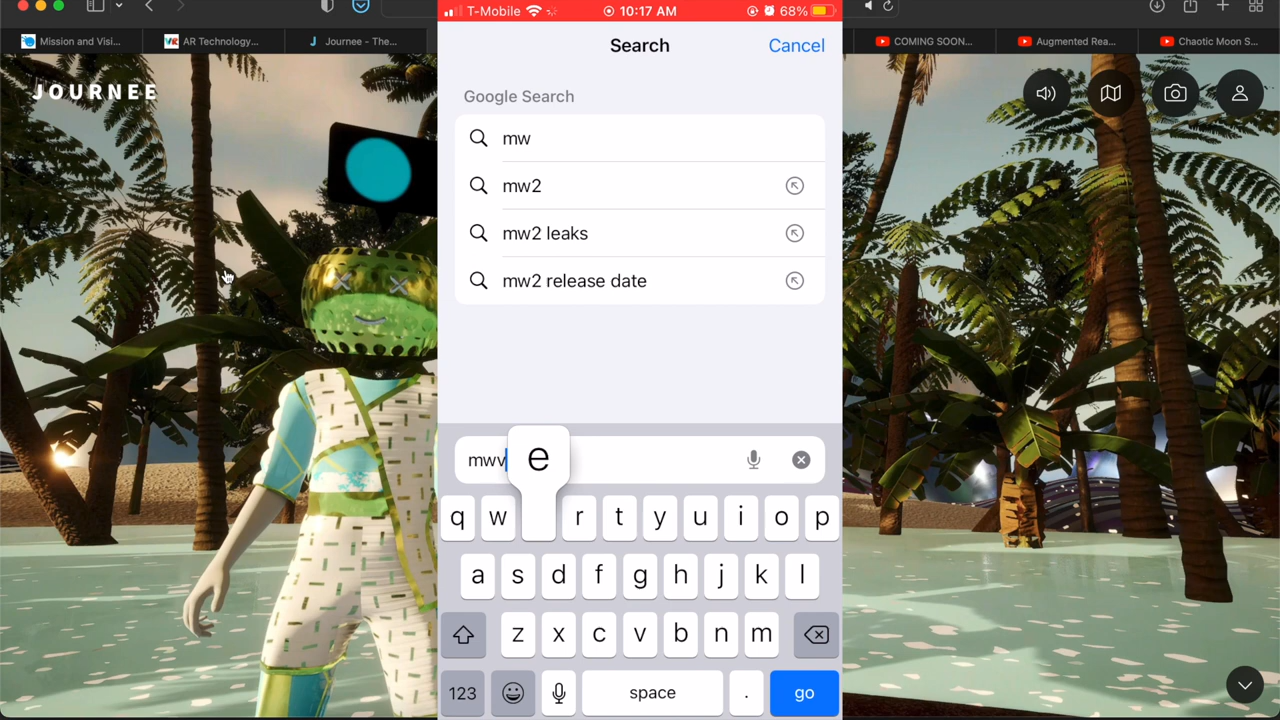 Mission and Visi...
AR Technology...
Journee - The...
COMING SOON...
Augmented Rea...
Chaotic Moon S...
JOURNEE
T-Mobile
10:17 AM
68%
Search
Cancel
Google Search
mw
mw2
mw2 leaks
mw2 release date
mwv
e
q w r t y u i o p
a s d f g h j k l
z x c v b n m
123
space
.
go